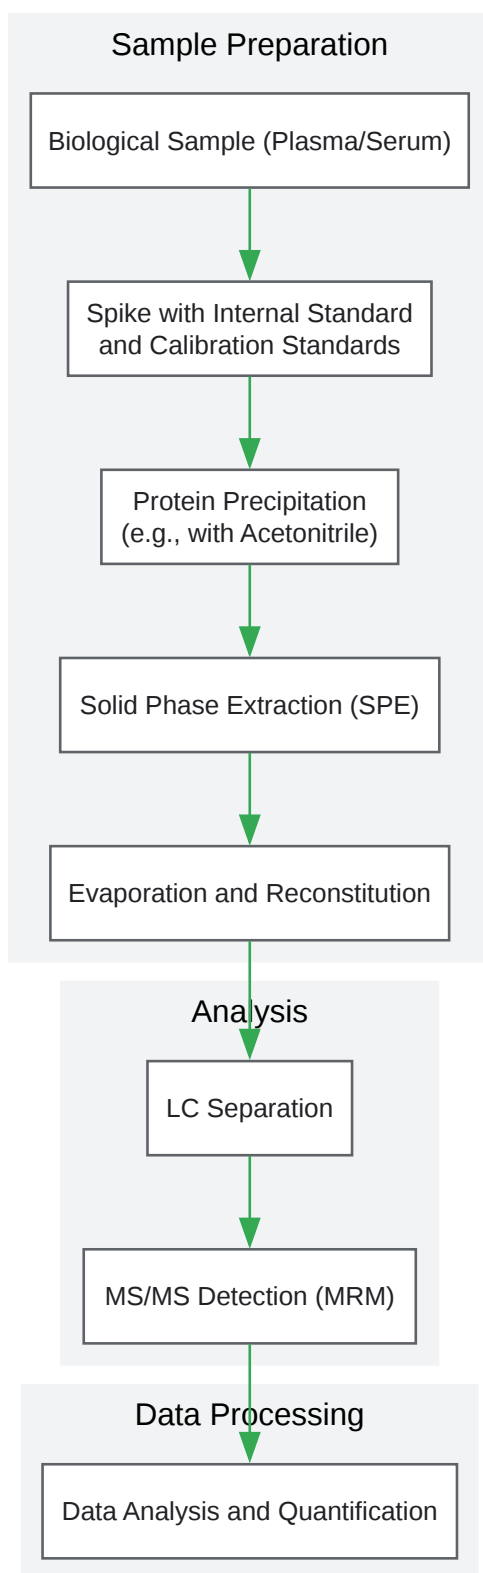 Sample Preparation
Biological Sample (Plasma/Serum)
Spike with Internal Standard
and Calibration Standards
Protein Precipitation
(e.g., with Acetonitrile)
Solid Phase Extraction (SPE)
Evaporation and Reconstitution
Analysis
LC Separation
MS/MS Detection (MRM)
Data Processing
Data Analysis and Quantification